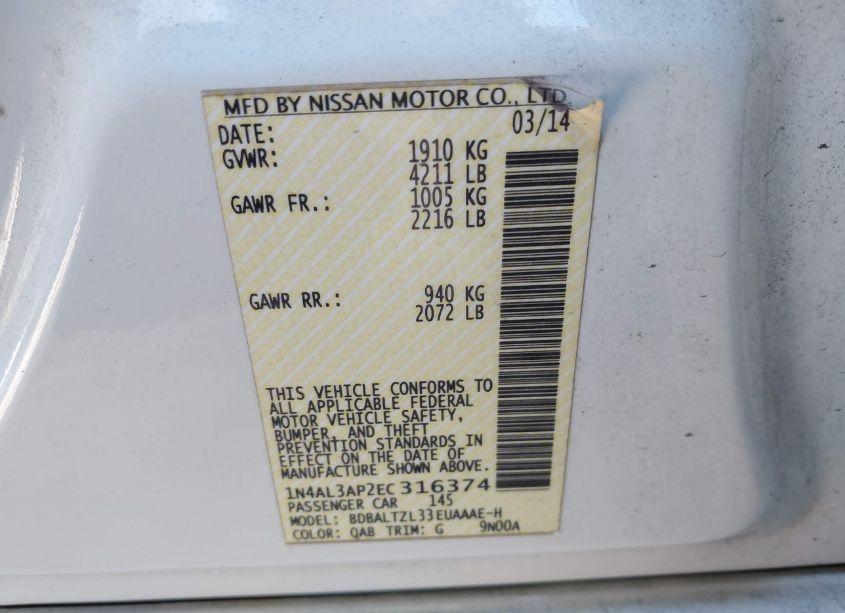 MFD BY NISSAN MOTOR CO., LTD.
DATE: 03/14
GVWR: 1910 KG
4211 LB
GAWR FR.: 1005 KG
2216 LB
GAWR RR.: 940 KG
2072 LB
THIS VEHICLE CONFORMS TO
ALL APPLICABLE FEDERAL
MOTOR VEHICLE SAFETY,
BUMPER, AND THEFT
PREVENTION STANDARDS IN
EFFECT ON THE DATE OF
MANUFACTURE SHOWN ABOVE.
1N4AL3AP2EC316374
PASSENGER CAR 145
MODEL: BDBALTZL33EUAAAE-H
COLOR: QAB TRIM: G 9N00A